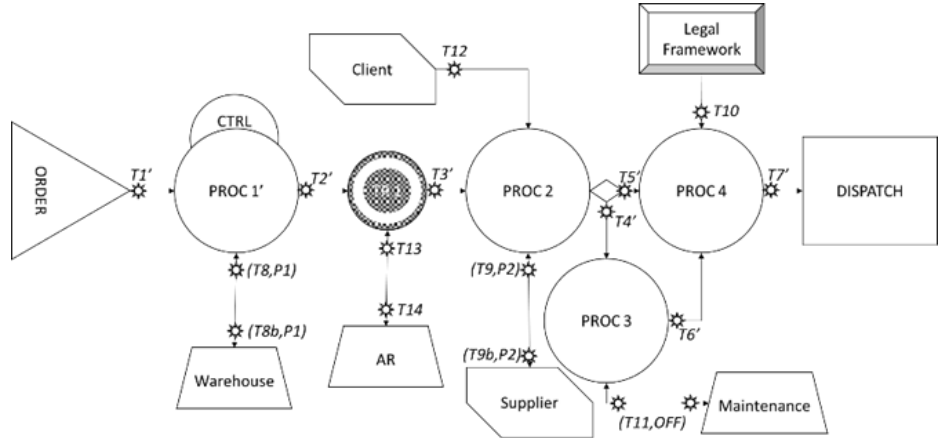 T12
Legal
Framework
Client
T10
CTRL
ORDER
T1'
PROC 1'
T2'
T3'
PROC 2
T5'
PROC 4
T7'
DISPATCH
T4'
(T8,P1)
T13
(T9,P2)
T14
PROC 3
T6'
(T8b,P1)
(T9b,P2)
AR
Warehouse
Supplier
(T11,OFF)
Maintenance